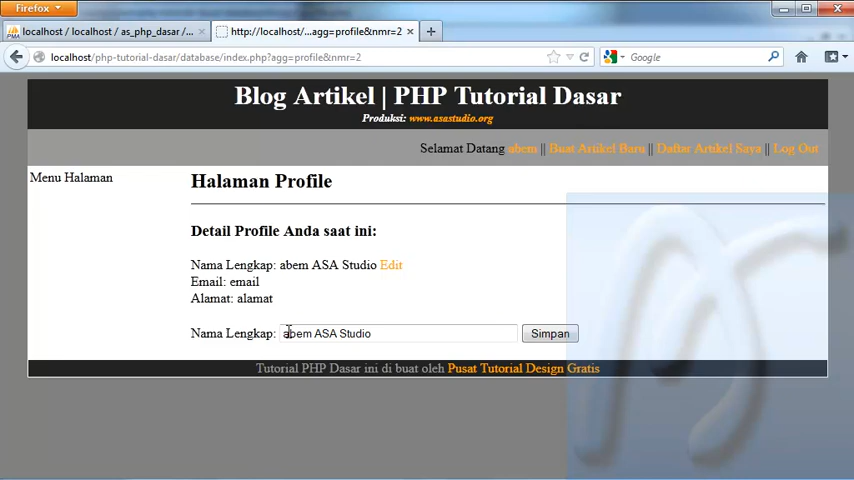 Firefox
PMA
localhost / localhost / as_php_dasar /...
http://localhost/...agg=profile&nmr=2
localhost/php-tutorial-dasar/database/index.php?agg=profile&nmr=2
Google
Blog Artikel | PHP Tutorial Dasar
Produksi: www.asastudio.org
Selamat Datang abem || Buat Artikel Baru || Daftar Artikel Saya || Log Out
Menu Halaman
Halaman Profile
Detail Profile Anda saat ini:
Nama Lengkap: abem ASA Studio Edit
Email: email
Alamat: alamat
Nama Lengkap: abem ASA Studio Simpan
Tutorial PHP Dasar ini di buat oleh Pusat Tutorial Design Gratis